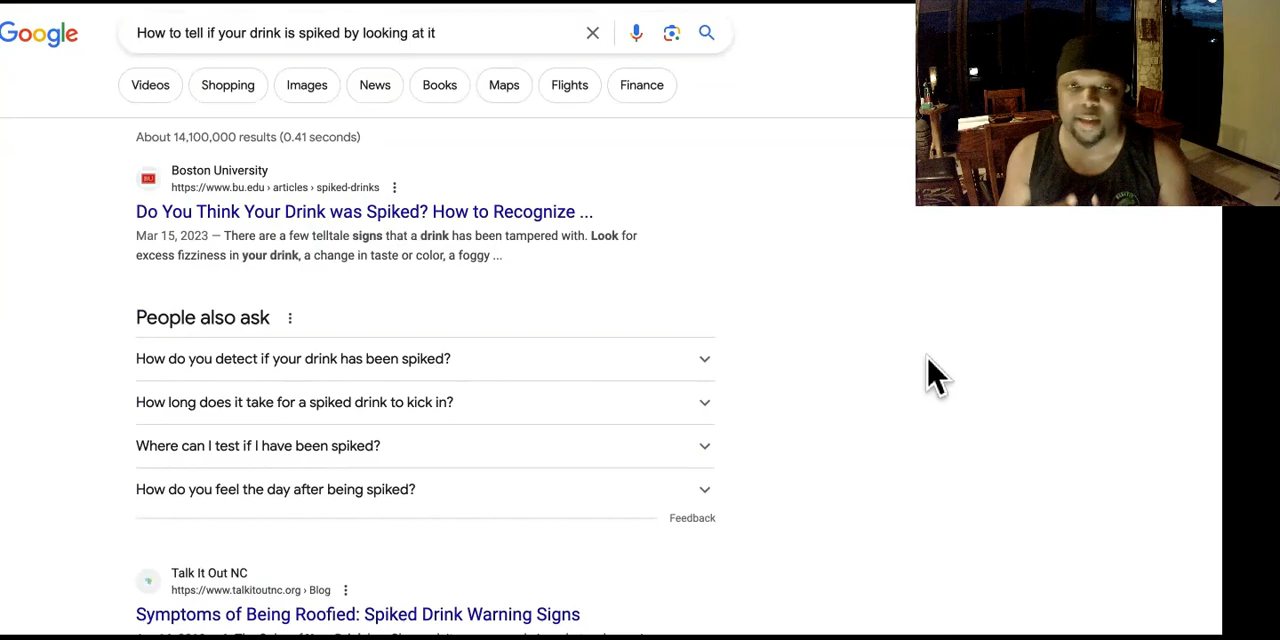 Google
How to tell if your drink is spiked by looking at it
Videos
Shopping
Images
News
Books
Maps
Flights
Finance
About 14,100,000 results (0.41 seconds)
BU
Boston University
https://www.bu.edu › articles › spiked-drinks
Do You Think Your Drink was Spiked? How to Recognize ...
Mar 15, 2023 — There are a few telltale signs that a drink has been tampered with. Look for
excess fizziness in your drink, a change in taste or color, a foggy ...
People also ask
How do you detect if your drink has been spiked?
How long does it take for a spiked drink to kick in?
Where can I test if I have been spiked?
How do you feel the day after being spiked?
Feedback
Talk It Out NC
https://www.talkitoutnc.org › Blog
Symptoms of Being Roofied: Spiked Drink Warning Signs